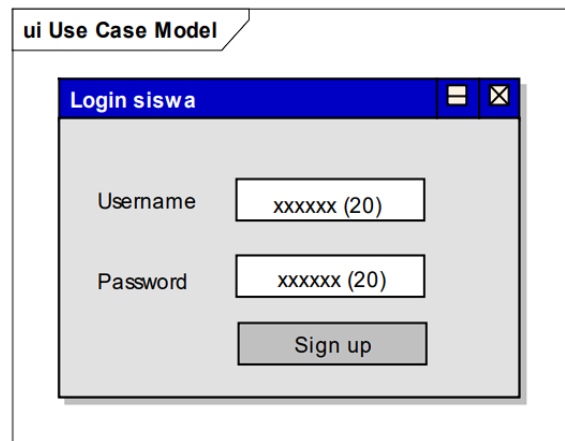 ui Use Case Model
Login siswa
Username
xxxxxx (20)
Password
xxxxxx (20)
Sign up